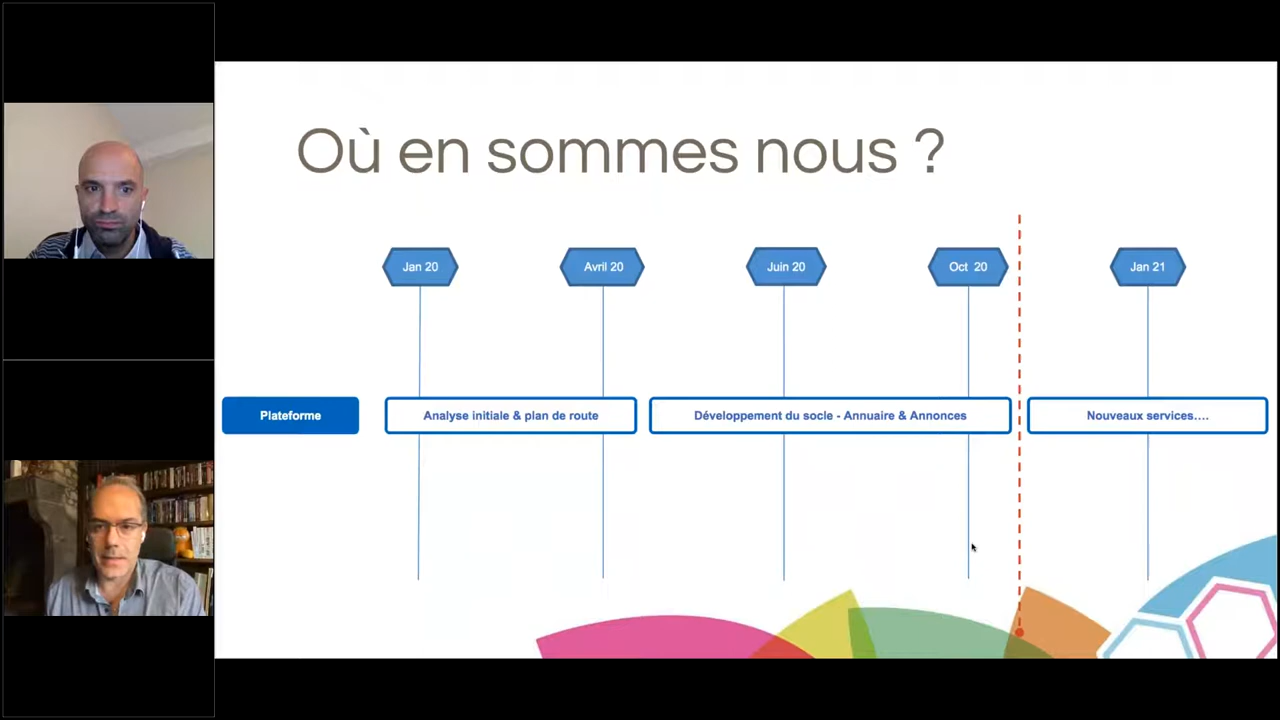 Où en sommes nous ?
Jan 20
Avril 20
Juin 20
Oct 20
Jan 21
Plateforme
Analyse initiale & plan de route
Développement du socle - Annuaire & Annonces
Nouveaux services....